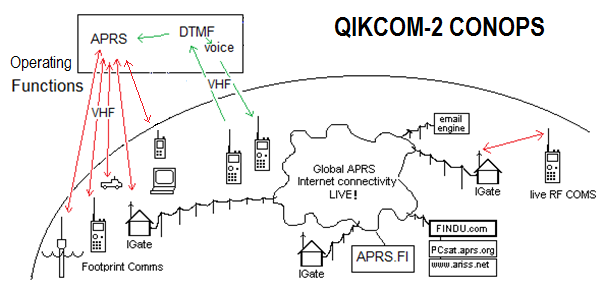 QIKCOM-2 CONOPS
APRS
DTMF
voice
Operating
Functions
VHF
VHF
email
engine
Global APRS
Internet connectivity
LIVE!
IGate
live RF COMS
IGate
Footprint Comms
IGate
APRS.FI
FINDU.com
PCsat.aprs.org
www.ariss.net